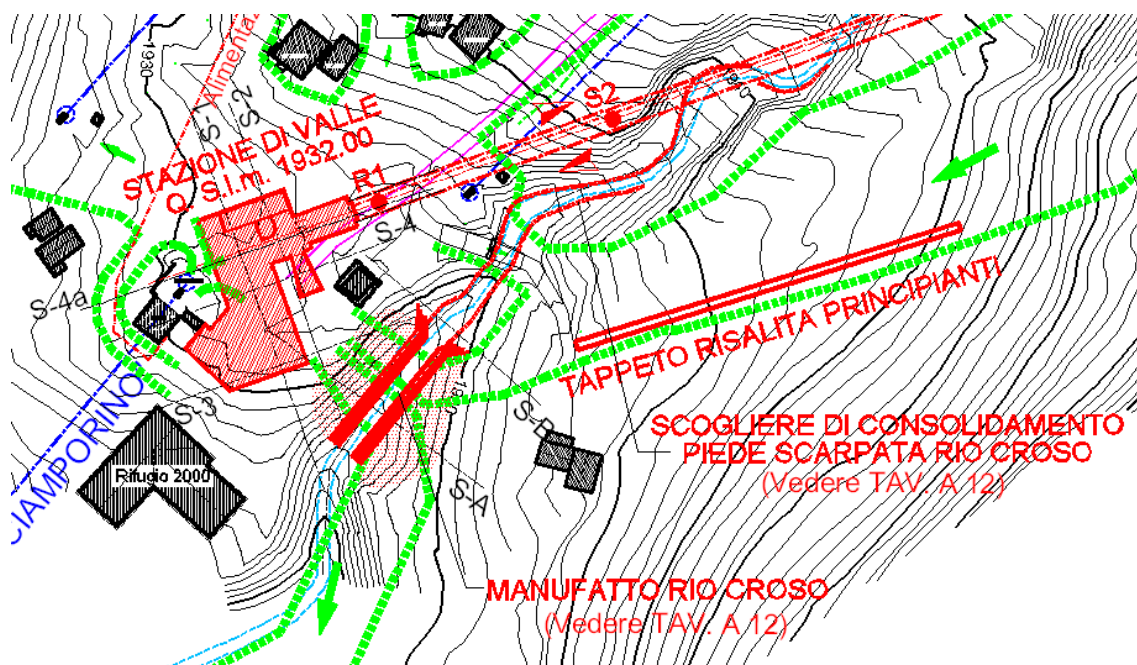 1930
Alimentaz
S-1
S-2
STAZIONE DI VALLE
Q. S.l.m. 1932.00
S2
R1
S-4
S-4a
S-3
TAPPETO RISALITA PRINCIPIANTI
CIAMPORINO
Rifugio 2000
S-B
S-A
SCOGLIERE DI CONSOLIDAMENTO
PIEDE SCARPATA RIO CROSO
(Vedere TAV. A 12)
MANUFATTO RIO CROSO
(Vedere TAV. A 12)